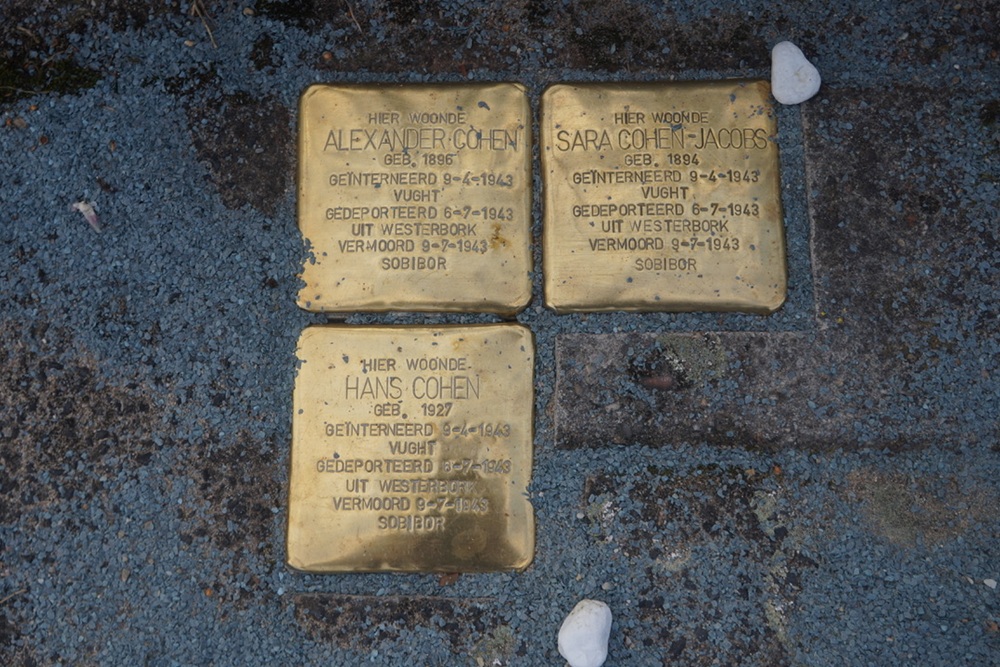 HIER WOONDE
ALEXANDER COHEN
GEB. 1896
GEÏNTERNEERD 9-4-1943
VUGHT
GEDEPORTEERD 6-7-1943
UIT WESTERBORK
VERMOORD 9-7-1943
SOBIBOR
HIER WOONDE
SARA COHEN-JACOBS
GEB. 1894
GEÏNTERNEERD 9-4-1943
VUGHT
GEDEPORTEERD 6-7-1943
UIT WESTERBORK
VERMOORD 9-7-1943
SOBIBOR
HIER WOONDE
HANS COHEN
GEB. 1927
GEÏNTERNEERD 9-4-1943
VUGHT
GEDEPORTEERD 6-7-1943
UIT WESTERBORK
VERMOORD 9-7-1943
SOBIBOR